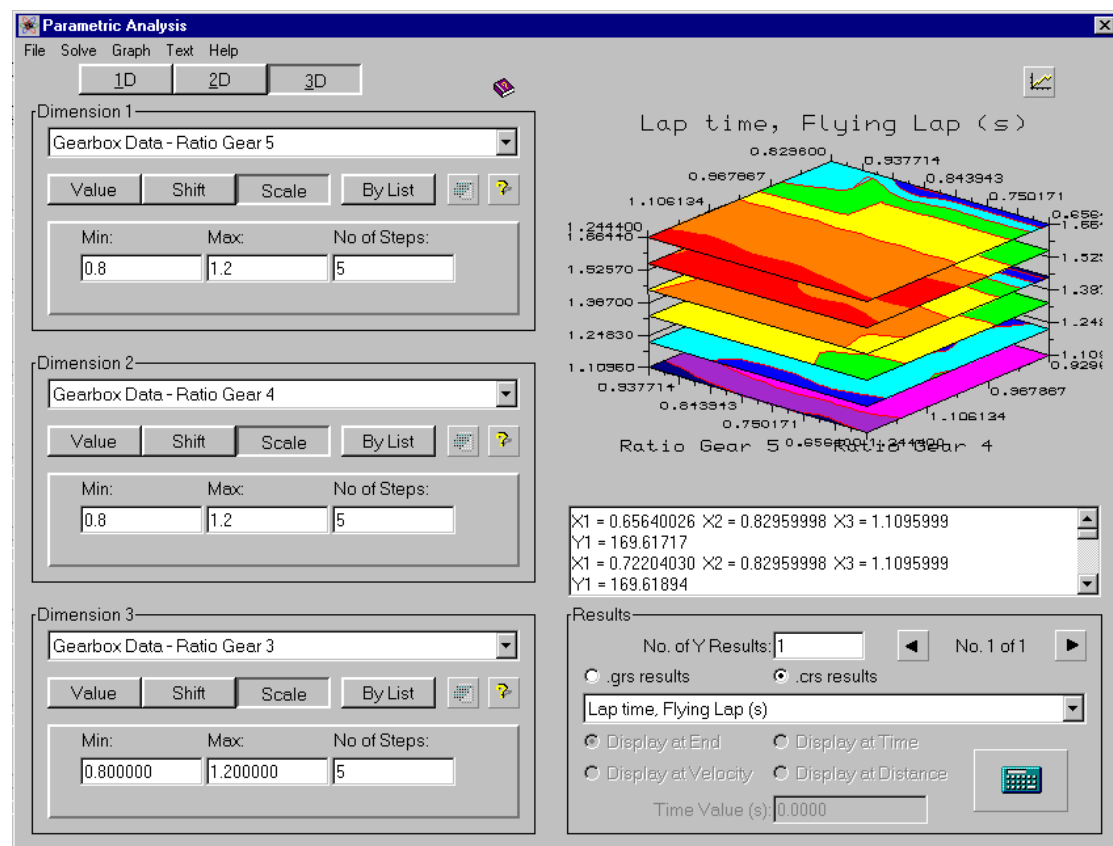 Parametric Analysis
File Solve Graph Text Help
1D 2D 3D
Dimension 1
Gearbox Data - Ratio Gear 5
Value Shift Scale By List
Min: Max: No of Steps:
0.8 1.2 5
Dimension 2
Gearbox Data - Ratio Gear 4
Value Shift Scale By List
Min: Max: No of Steps:
0.8 1.2 5
Dimension 3
Gearbox Data - Ratio Gear 3
Value Shift Scale By List
Min: Max: No of Steps:
0.800000 1.200000 5
Lap time, Flying Lap (s)
0.829600 0.937714
0.967867 0.843943
1.106134 0.750171
1.244400
1.66440
1.52570
1.38700
1.24830
1.10960
0.937714 0.967867
0.843943 1.106134
0.750171
0.656400 1.244400
Ratio Gear 5 Ratio Gear 4
X1 = 0.65640026 X2 = 0.82959998 X3 = 1.1095999
Y1 = 169.61717
X1 = 0.72204030 X2 = 0.82959998 X3 = 1.1095999
Y1 = 169.61894
Results
No. of Y Results: 1 No. 1 of 1
.grs results .crs results
Lap time, Flying Lap (s)
Display at End Display at Time
Display at Velocity Display at Distance
Time Value (s): 0.0000